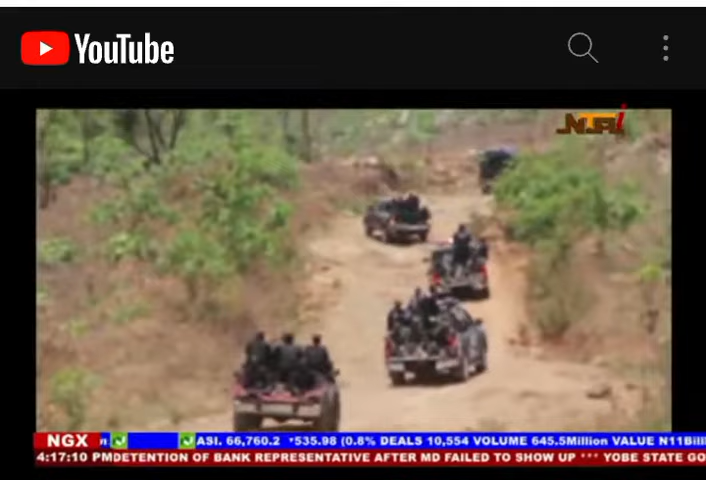 YouTube
NTAi
NGX ASI. 66,760.2 535.98 (0.8% DEALS 10,554 VOLUME 645.5Million VALUE N11Bill
4:17:10 PM DETENTION OF BANK REPRESENTATIVE AFTER MD FAILED TO SHOW UP *** YOBE STATE GO